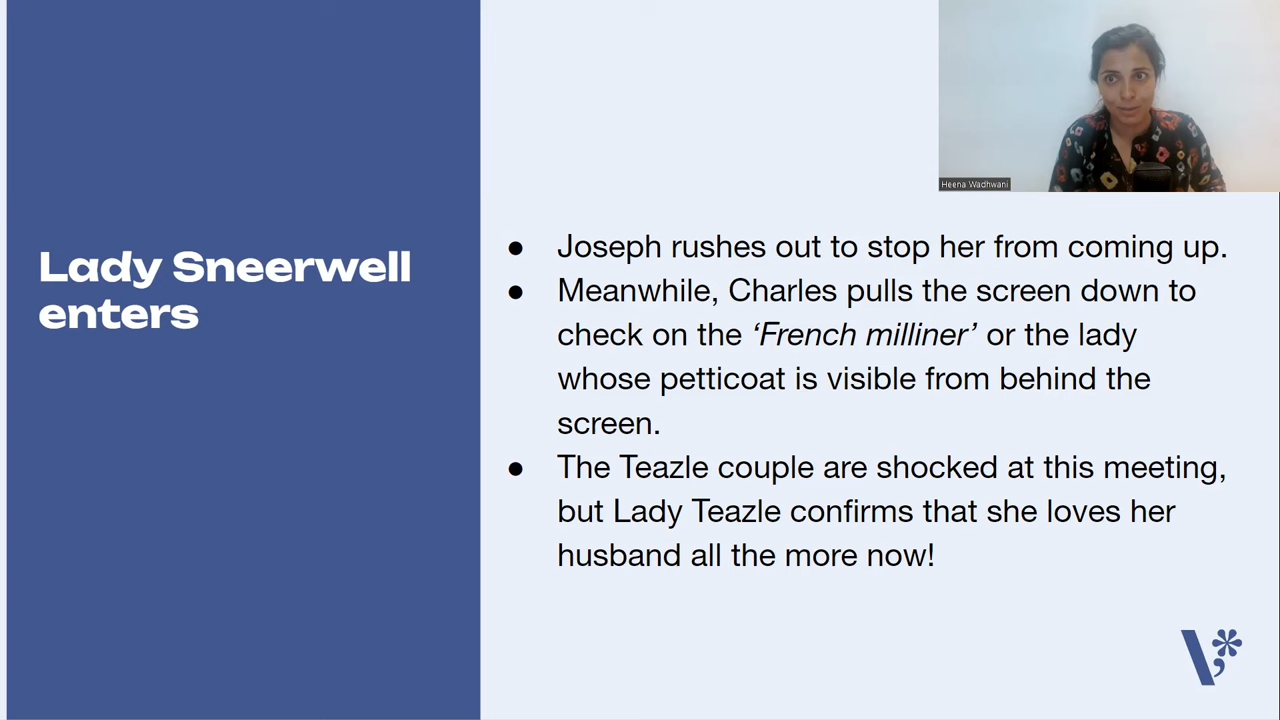 Heena Wadhwani
Lady Sneerwell
enters
● Joseph rushes out to stop her from coming up.
● Meanwhile, Charles pulls the screen down to
check on the ‘French milliner’ or the lady
whose petticoat is visible from behind the
screen.
● The Teazle couple are shocked at this meeting,
but Lady Teazle confirms that she loves her
husband all the more now!